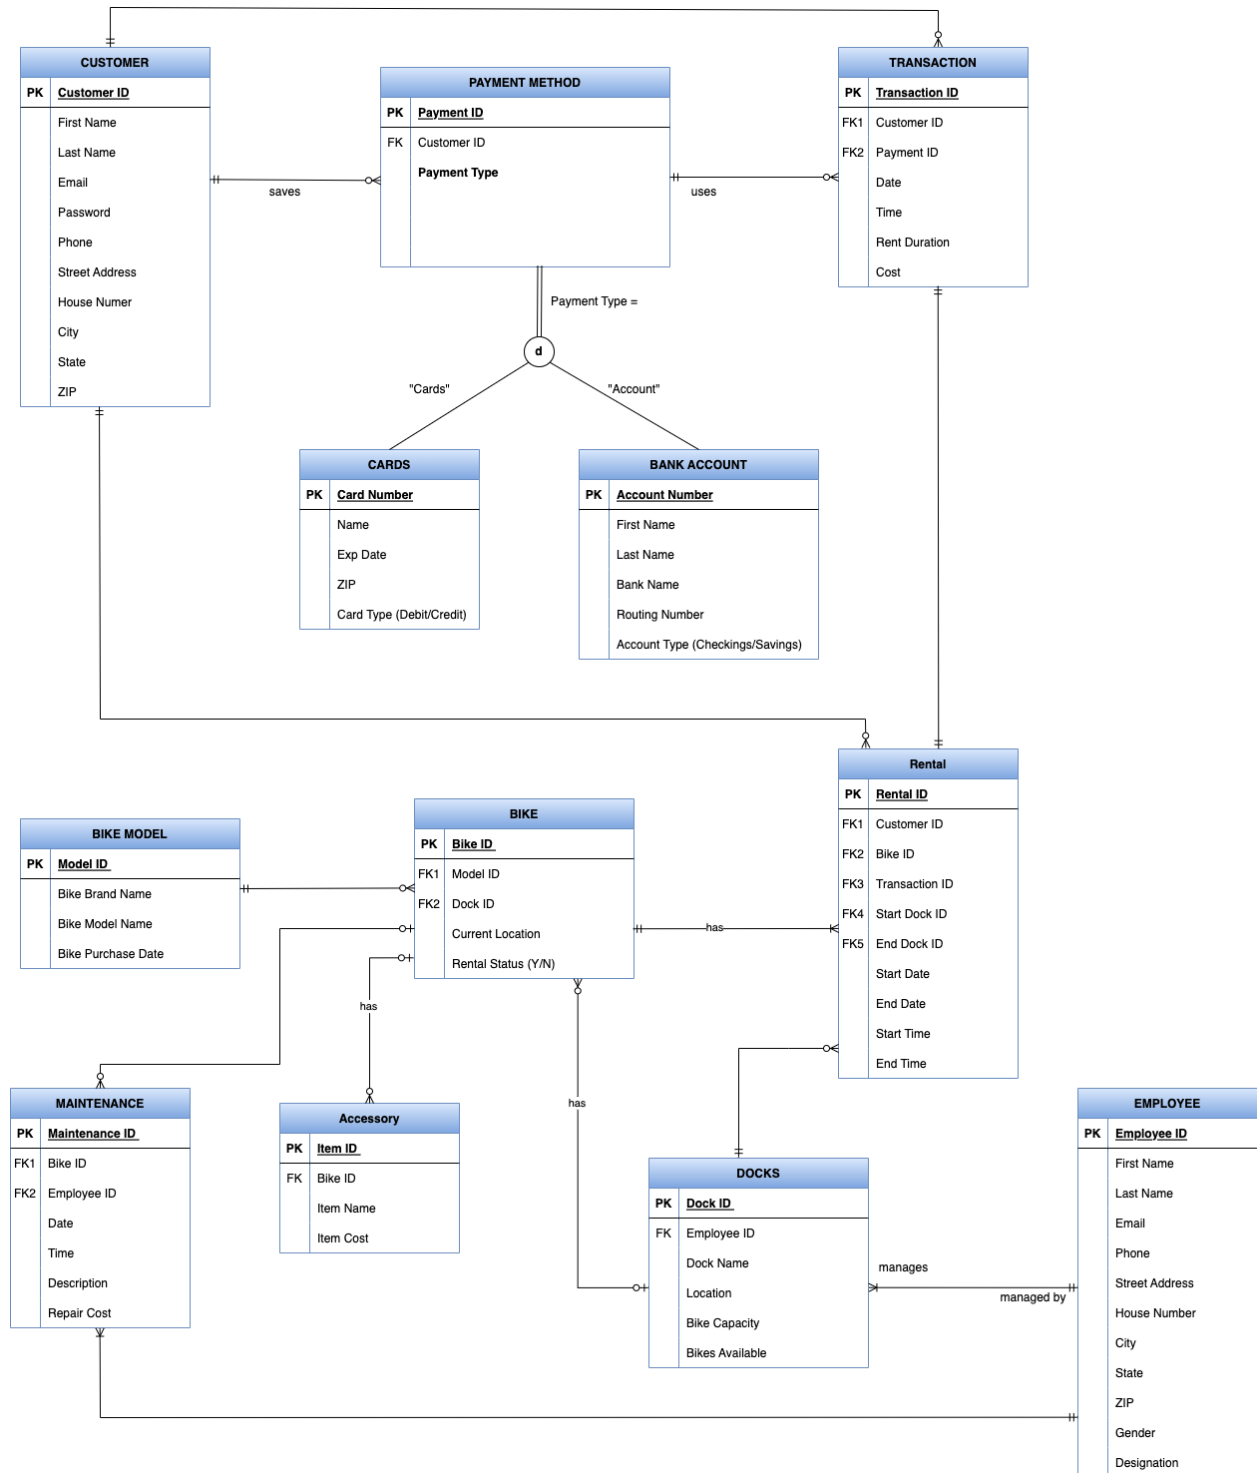 CUSTOMER
PK Customer ID
First Name
Last Name
Email
Password
Phone
Street Address
House Numer
City
State
ZIP
saves
PAYMENT METHOD
PK Payment ID
FK Customer ID
Payment Type
uses
TRANSACTION
PK Transaction ID
FK1 Customer ID
FK2 Payment ID
Date
Time
Rent Duration
Cost
Payment Type =
d
"Cards"
"Account"
CARDS
PK Card Number
Name
Exp Date
ZIP
Card Type (Debit/Credit)
BANK ACCOUNT
PK Account Number
First Name
Last Name
Bank Name
Routing Number
Account Type (Checkings/Savings)
Rental
PK Rental ID
FK1 Customer ID
FK2 Bike ID
FK3 Transaction ID
FK4 Start Dock ID
FK5 End Dock ID
Start Date
End Date
Start Time
End Time
BIKE
PK Bike ID
FK1 Model ID
FK2 Dock ID
Current Location
Rental Status (Y/N)
has
BIKE MODEL
PK Model ID
Bike Brand Name
Bike Model Name
Bike Purchase Date
has
has
MAINTENANCE
PK Maintenance ID
FK1 Bike ID
FK2 Employee ID
Date
Time
Description
Repair Cost
Accessory
PK Item ID
FK Bike ID
Item Name
Item Cost
DOCKS
PK Dock ID
FK Employee ID
Dock Name
Location
Bike Capacity
Bikes Available
manages
managed by
EMPLOYEE
PK Employee ID
First Name
Last Name
Email
Phone
Street Address
House Number
City
State
ZIP
Gender
Designation